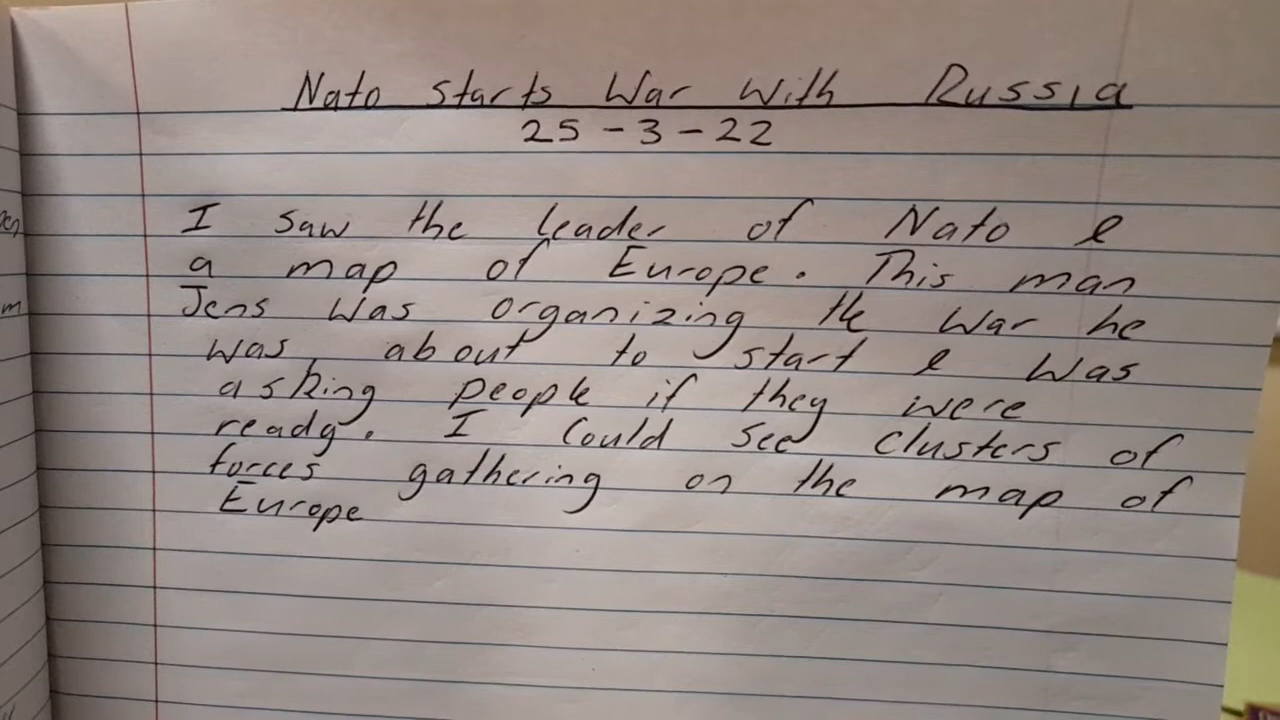 Nato starts War With Russia
25-3-22
I saw the leader of Nato &
a map of Europe. This man
Jens was organizing the war he
was about to start & was
asking people if they were
ready. I could see clusters of
forces gathering on the map of
Europe